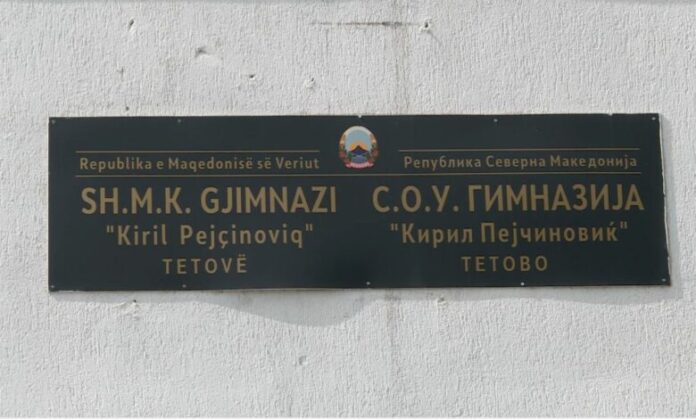 Republika e Maqedonisë së Veriut
SH.M.K. GJIMNAZI
"Kiril Pejçinoviq"
TETOVË
Република Северна Македонија
С.О.У. ГИМНАЗИЈА
"Кирил Пејчиновиќ"
ТЕТОВО